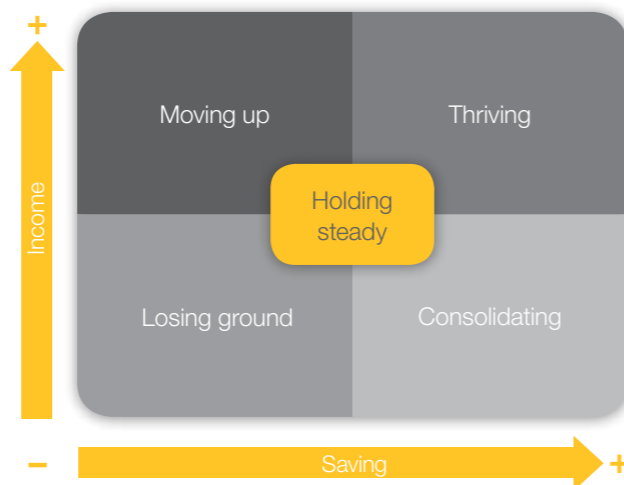 +
Moving up
Thriving
Income
Holding
steady
Losing ground
Consolidating
–
Saving
+